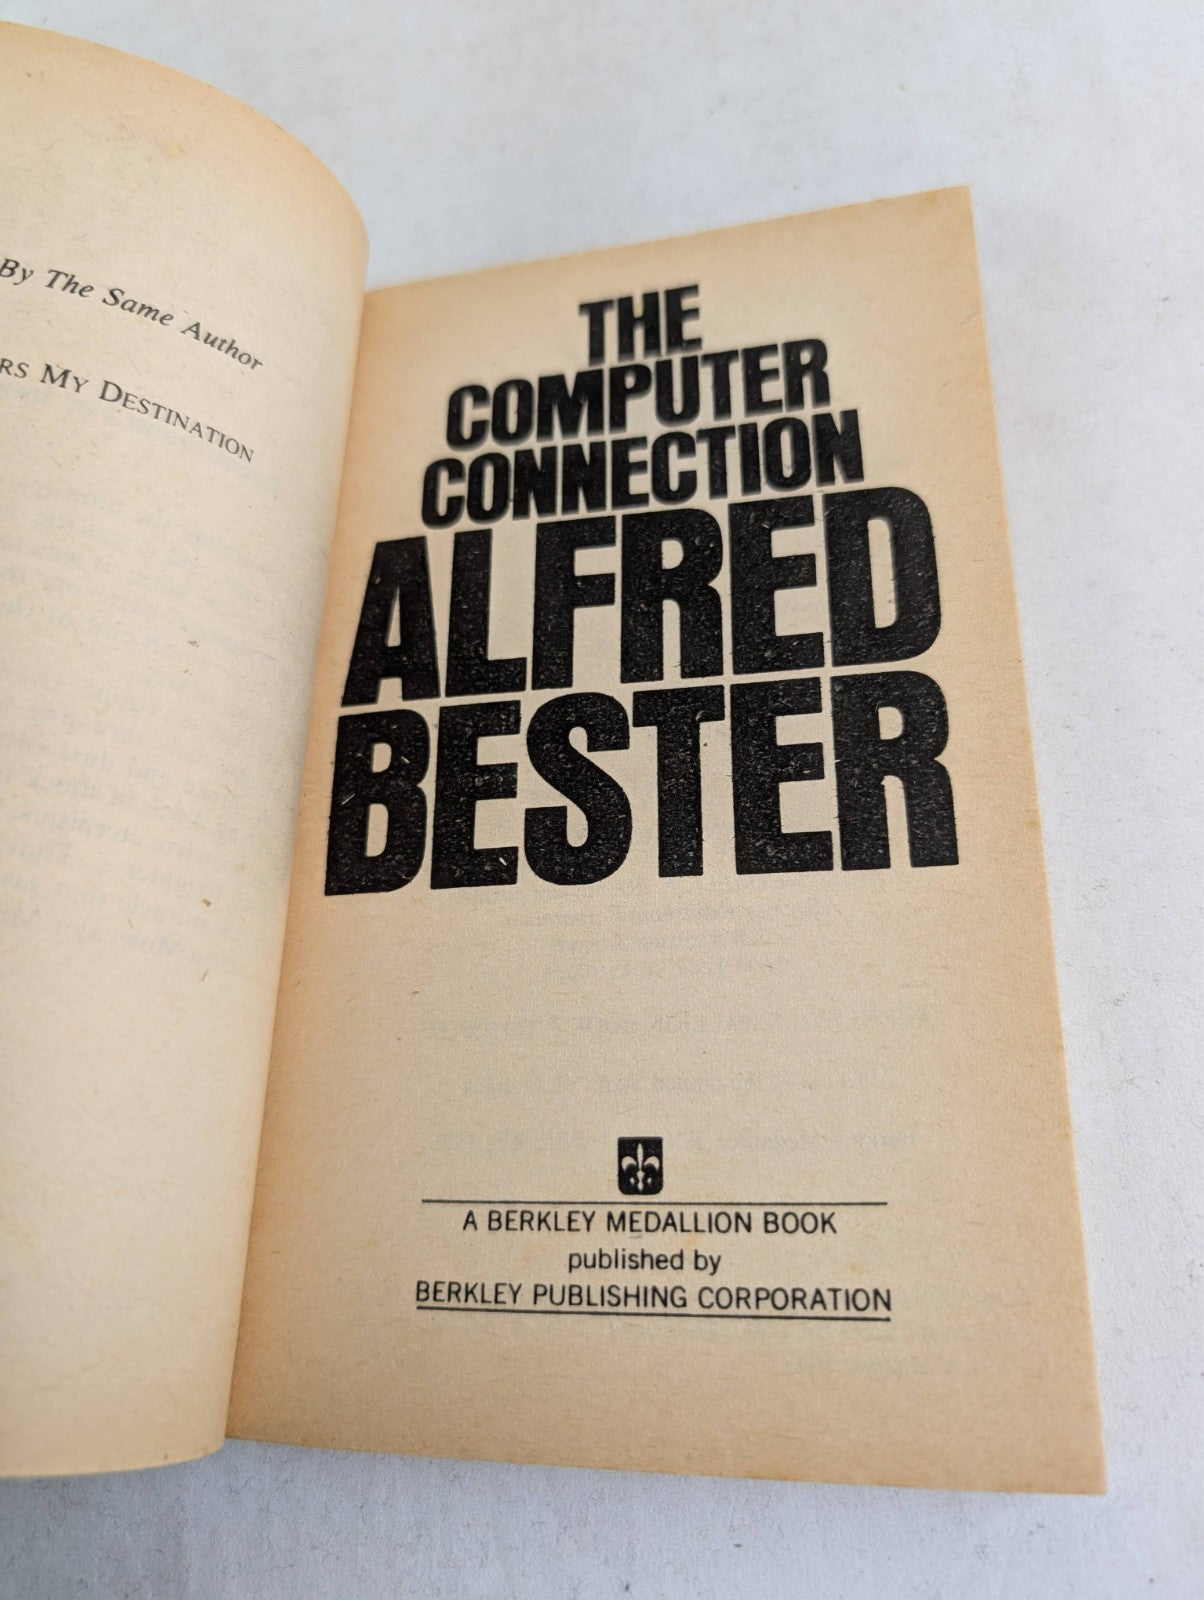 By The Same Author
RS MY DESTINATION
THE
COMPUTER
CONNECTION
ALFRED
BESTER
A BERKLEY MEDALLION BOOK
published by
BERKLEY PUBLISHING CORPORATION